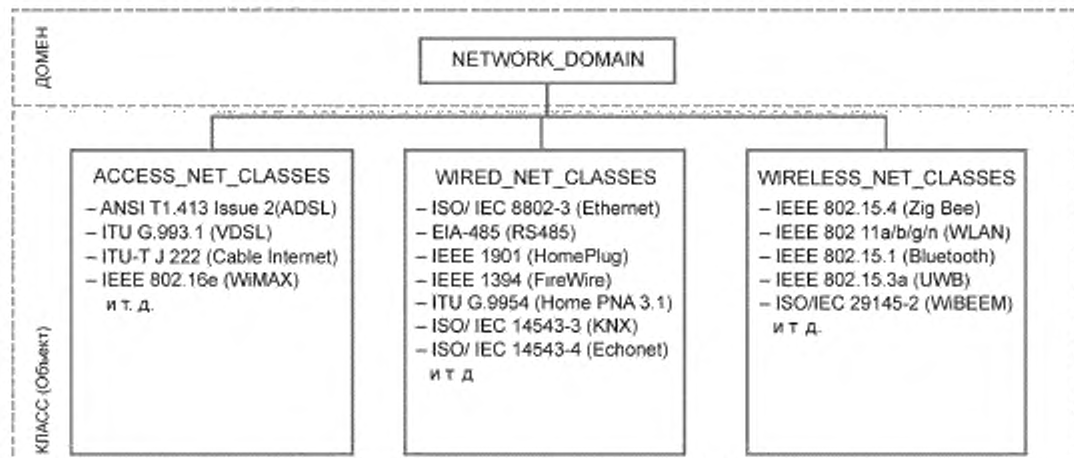 ДОМЕН
NETWORK_DOMAIN
КЛАСС (Объект)
ACCESS_NET_CLASSES
– ANSI T1.413 Issue 2(ADSL)
– ITU G.993.1 (VDSL)
– ITU-T J 222 (Cable Internet)
– IEEE 802.16e (WiMAX)
и т. д.
WIRED_NET_CLASSES
– ISO/ IEC 8802-3 (Ethernet)
– EIA-485 (RS485)
– IEEE 1901 (HomePlug)
– IEEE 1394 (FireWire)
– ITU G.9954 (Home PNA 3.1)
– ISO/ IEC 14543-3 (KNX)
– ISO/ IEC 14543-4 (Echonet)
и т д
WIRELESS_NET_CLASSES
– IEEE 802.15.4 (Zig Bee)
– IEEE 802 11a/b/g/n (WLAN)
– IEEE 802.15.1 (Bluetooth)
– IEEE 802.15.3a (UWB)
– ISO/IEC 29145-2 (WiBEEM)
и т д.